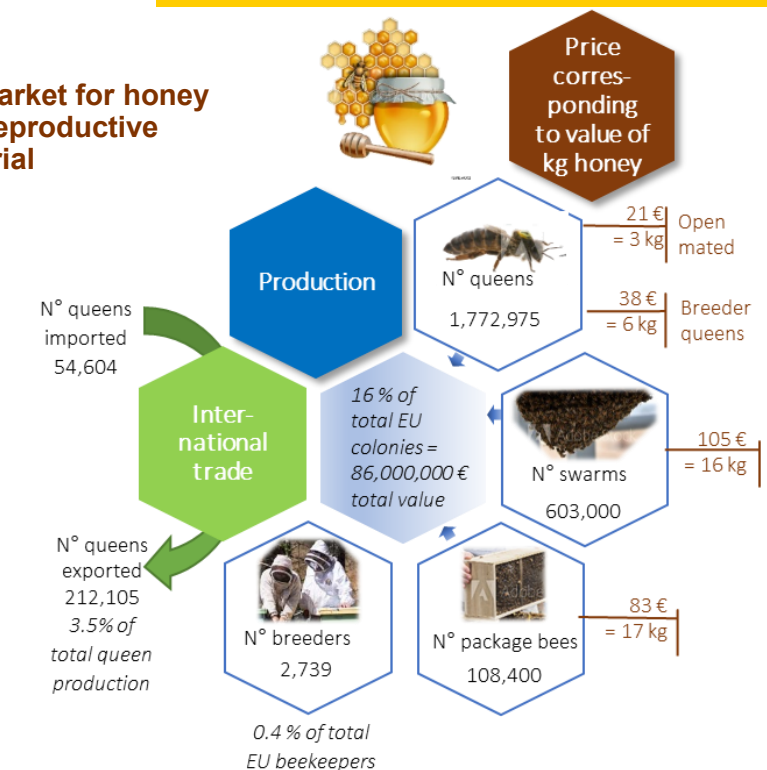 arket for honey
eproductive
rial
Price
corres-
ponding
to value of
kg honey
Production
N° queens
1,772,975
21 €
= 3 kg
Open
mated
38 €
= 6 kg
Breeder
queens
N° queens
imported
54,604
Inter-
national
trade
16 % of
total EU
colonies =
86,000,000 €
total value
N° swarms
603,000
105 €
= 16 kg
N° queens
exported
212,105
3.5% of
total queen
production
N° breeders
2,739
0.4 % of total
EU beekeepers
N° package bees
108,400
83 €
= 17 kg